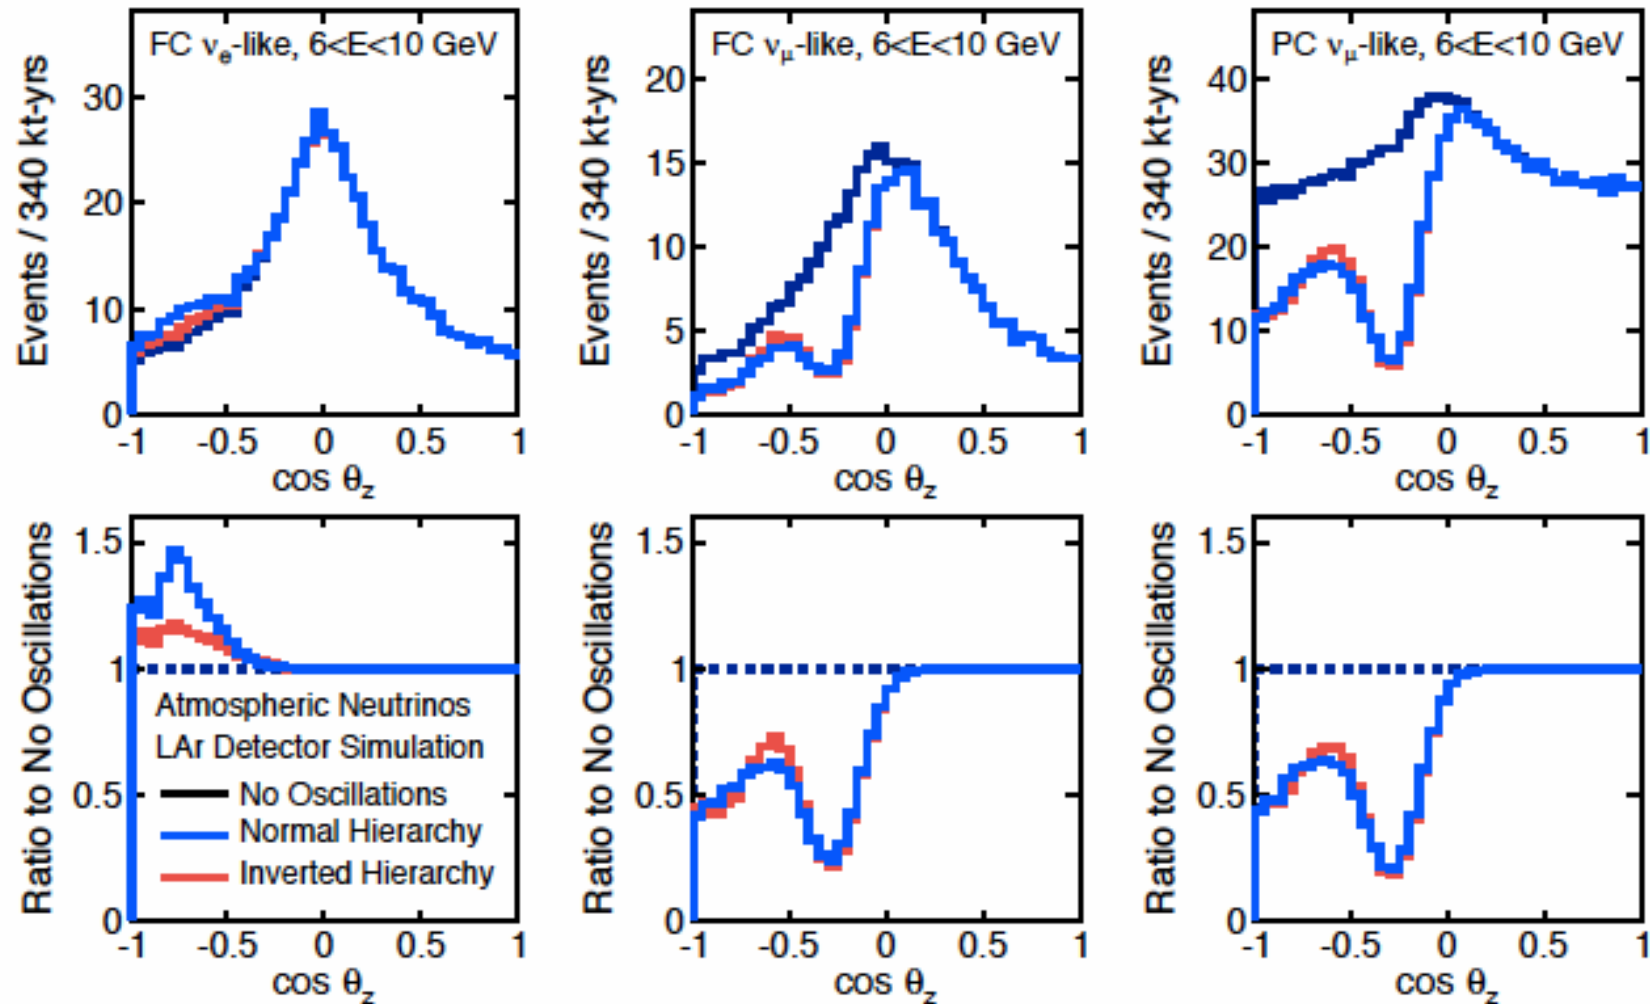 FC νe-like, 6<E<10 GeV
Events / 340 kt-yrs
30
20
10
0
-1 -0.5 0 0.5 1
cos θz
FC νμ-like, 6<E<10 GeV
Events / 340 kt-yrs
20
15
10
5
0
-1 -0.5 0 0.5 1
cos θz
PC νμ-like, 6<E<10 GeV
Events / 340 kt-yrs
40
30
20
10
0
-1 -0.5 0 0.5 1
cos θz
Ratio to No Oscillations
1.5
1
0.5
0
Atmospheric Neutrinos
LAr Detector Simulation
No Oscillations
Normal Hierarchy
Inverted Hierarchy
-1 -0.5 0 0.5 1
cos θz
Ratio to No Oscillations
1.5
1
0.5
0
-1 -0.5 0 0.5 1
cos θz
Ratio to No Oscillations
1.5
1
0.5
0
-1 -0.5 0 0.5 1
cos θz